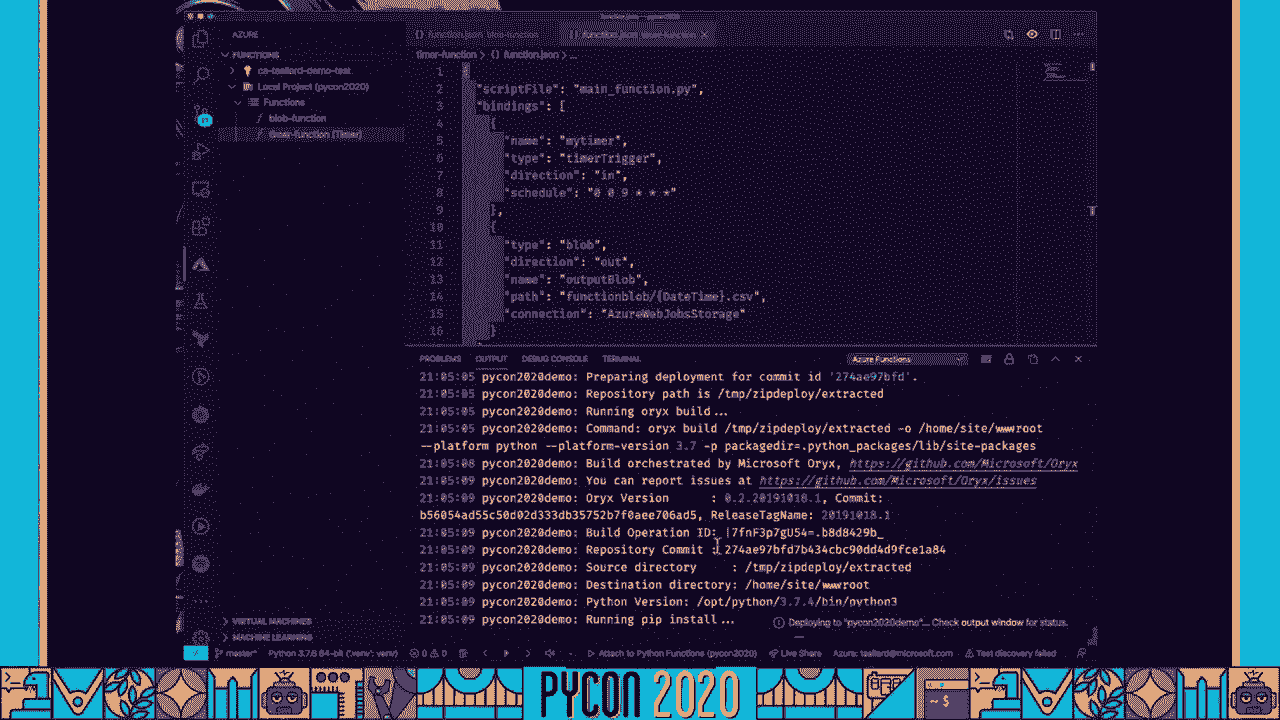 function.json — pycon2020
AZURE
FUNCTIONS
ca-teallard-demo-test
Local Project (pycon2020)
Functions
blob-function
timer-function (Timer)
function.json blob-function
function.json timer-function
timer-function > {} function.json > ...
1
2 "scriptFile": "main_function.py",
3 "bindings": [
4 {
5 "name": "mytimer",
6 "type": "timerTrigger",
7 "direction": "in",
8 "schedule": "0 0 9 * * *"
9 },
10 {
11 "type": "blob",
12 "direction": "out",
13 "name": "outputBlob",
14 "path": "functionblob/{DateTime}.csv",
15 "connection": "AzureWebJobsStorage"
16 }
PROBLEMS OUTPUT DEBUG CONSOLE TERMINAL Azure Functions
21:05:05 pycon2020demo: Preparing deployment for commit id '274ae97bfd'.
21:05:05 pycon2020demo: Repository path is /tmp/zipdeploy/extracted
21:05:05 pycon2020demo: Running oryx build...
21:05:05 pycon2020demo: Command: oryx build /tmp/zipdeploy/extracted -o /home/site/wwwroot
--platform python --platform-version 3.7 -p packagedir=.python_packages/lib/site-packages
21:05:08 pycon2020demo: Build orchestrated by Microsoft Oryx, https://github.com/Microsoft/Oryx
21:05:09 pycon2020demo: You can report issues at https://github.com/Microsoft/Oryx/issues
21:05:09 pycon2020demo: Oryx Version : 0.2.20191018.1, Commit:
b56054ad55c50d02d333db35752b7f0aee706ad5, ReleaseTagName: 20191018.1
21:05:09 pycon2020demo: Build Operation ID: |7fnF3p7gU54=.b8d8429b_
21:05:09 pycon2020demo: Repository Commit : 274ae97bfd7b434cbc90dd4d9fce1a84
21:05:09 pycon2020demo: Source directory : /tmp/zipdeploy/extracted
21:05:09 pycon2020demo: Destination directory: /home/site/wwwroot
21:05:09 pycon2020demo: Python Version: /opt/python/3.7.4/bin/python3
21:05:09 pycon2020demo: Running pip install...
Deploying to "pycon2020demo"... Check output window for status.
VIRTUAL MACHINES
MACHINE LEARNING
master* Python 3.7.6 64-bit ('.venv': venv) 0 0 Attach to Python Functions (pycon2020) Live Share Azure: teallard@microsoft.com Test discovery failed
PYCON 2020
~ $